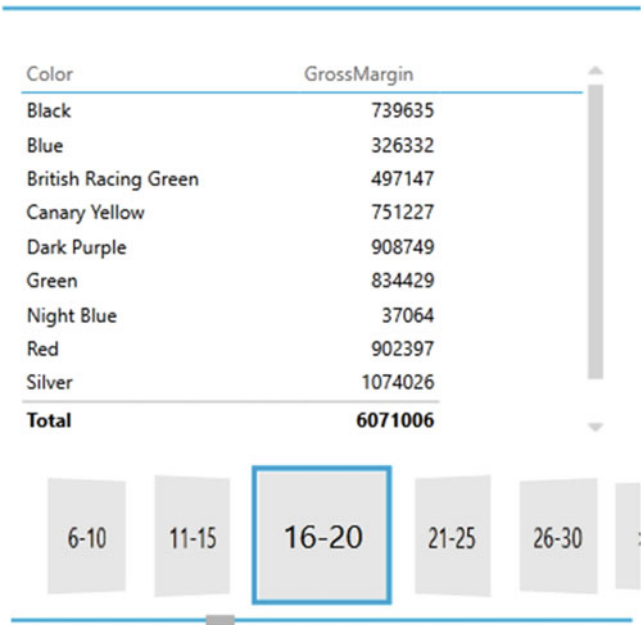 Color GrossMargin
Black 739635
Blue 326332
British Racing Green 497147
Canary Yellow 751227
Dark Purple 908749
Green 834429
Night Blue 37064
Red 902397
Silver 1074026
Total 6071006
6-10 11-15 16-20 21-25 26-30